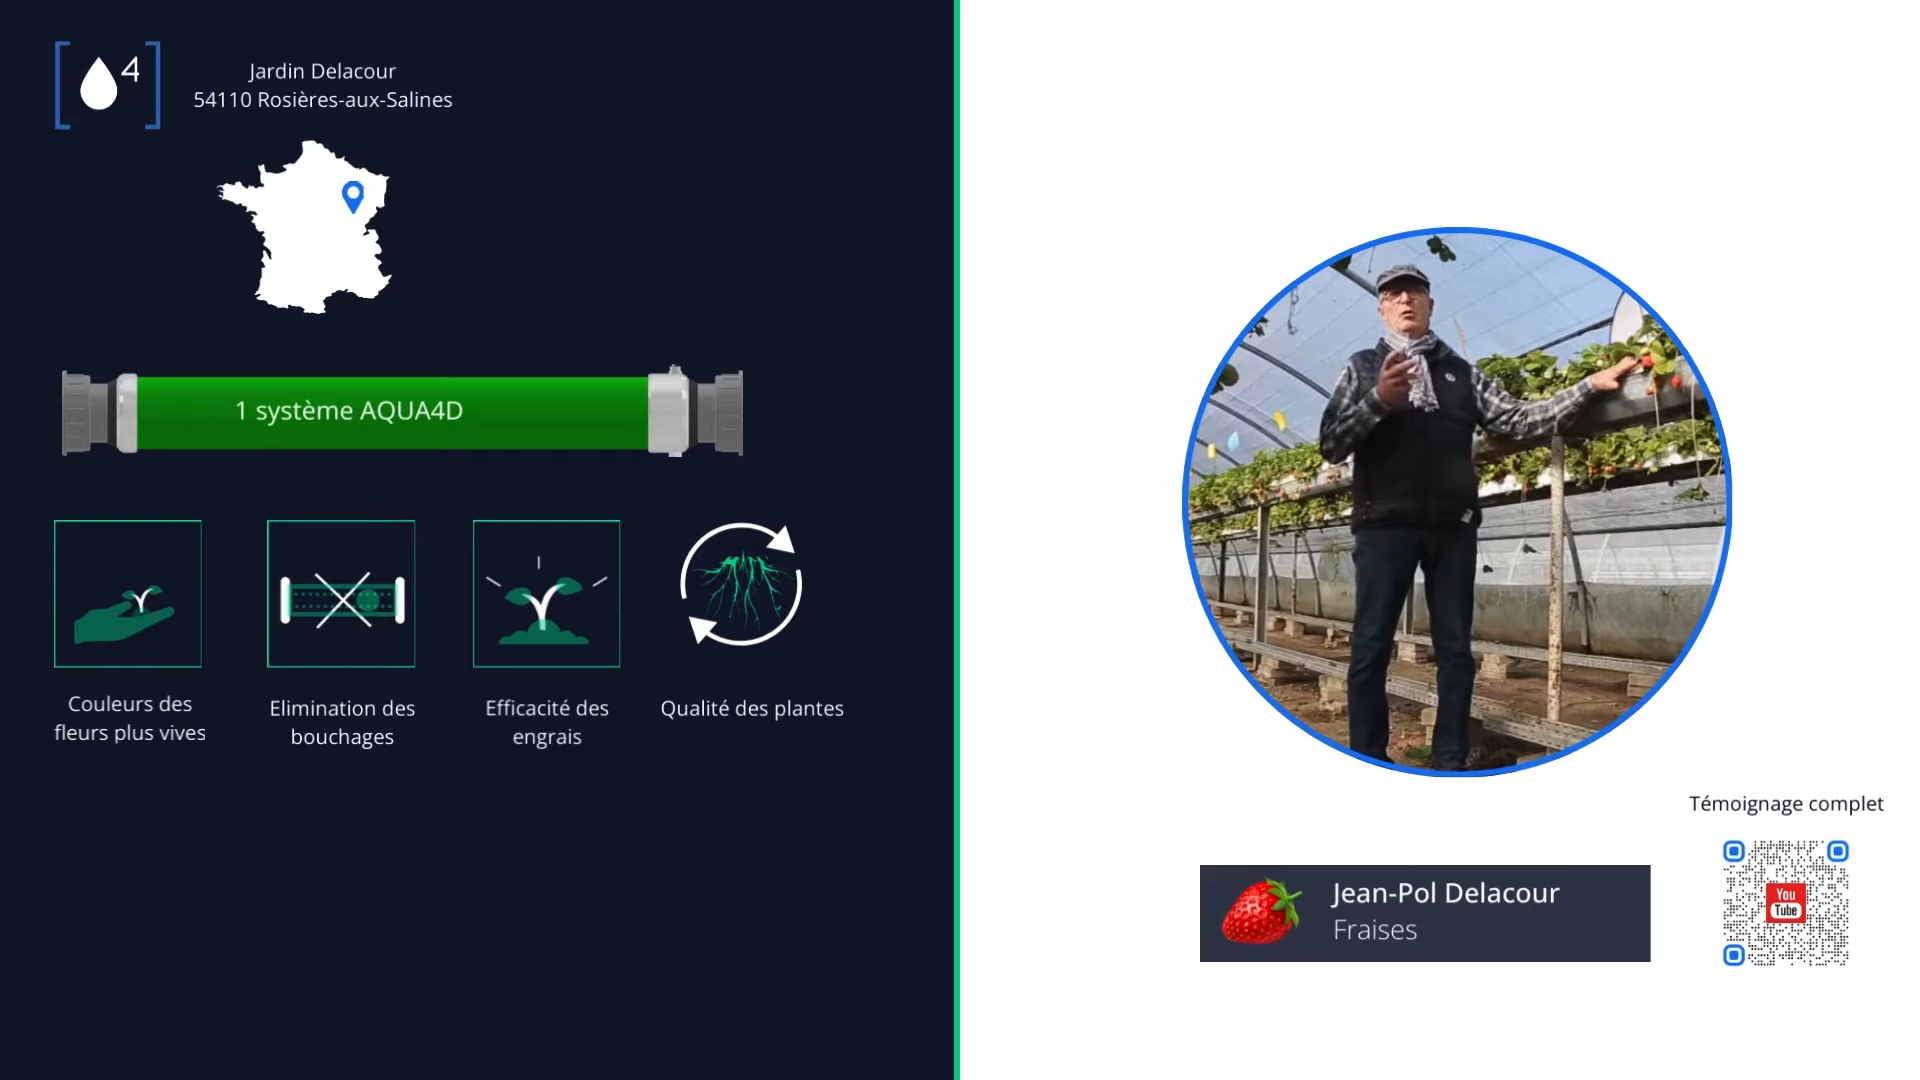 4
Jardin Delacour
54110 Rosières-aux-Salines
1 système AQUA4D
Couleurs des
fleurs plus vives
Elimination des
bouchages
Efficacité des
engrais
Qualité des plantes
Témoignage complet
Jean-Pol Delacour
Fraises
You
Tube